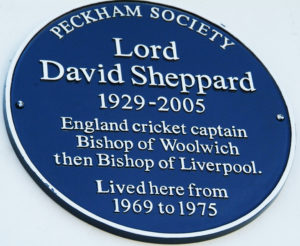 PECKHAM SOCIETY
Lord
David Sheppard
1929-2005
England cricket captain
Bishop of Woolwich
then Bishop of Liverpool.
Lived here from
1969 to 1975